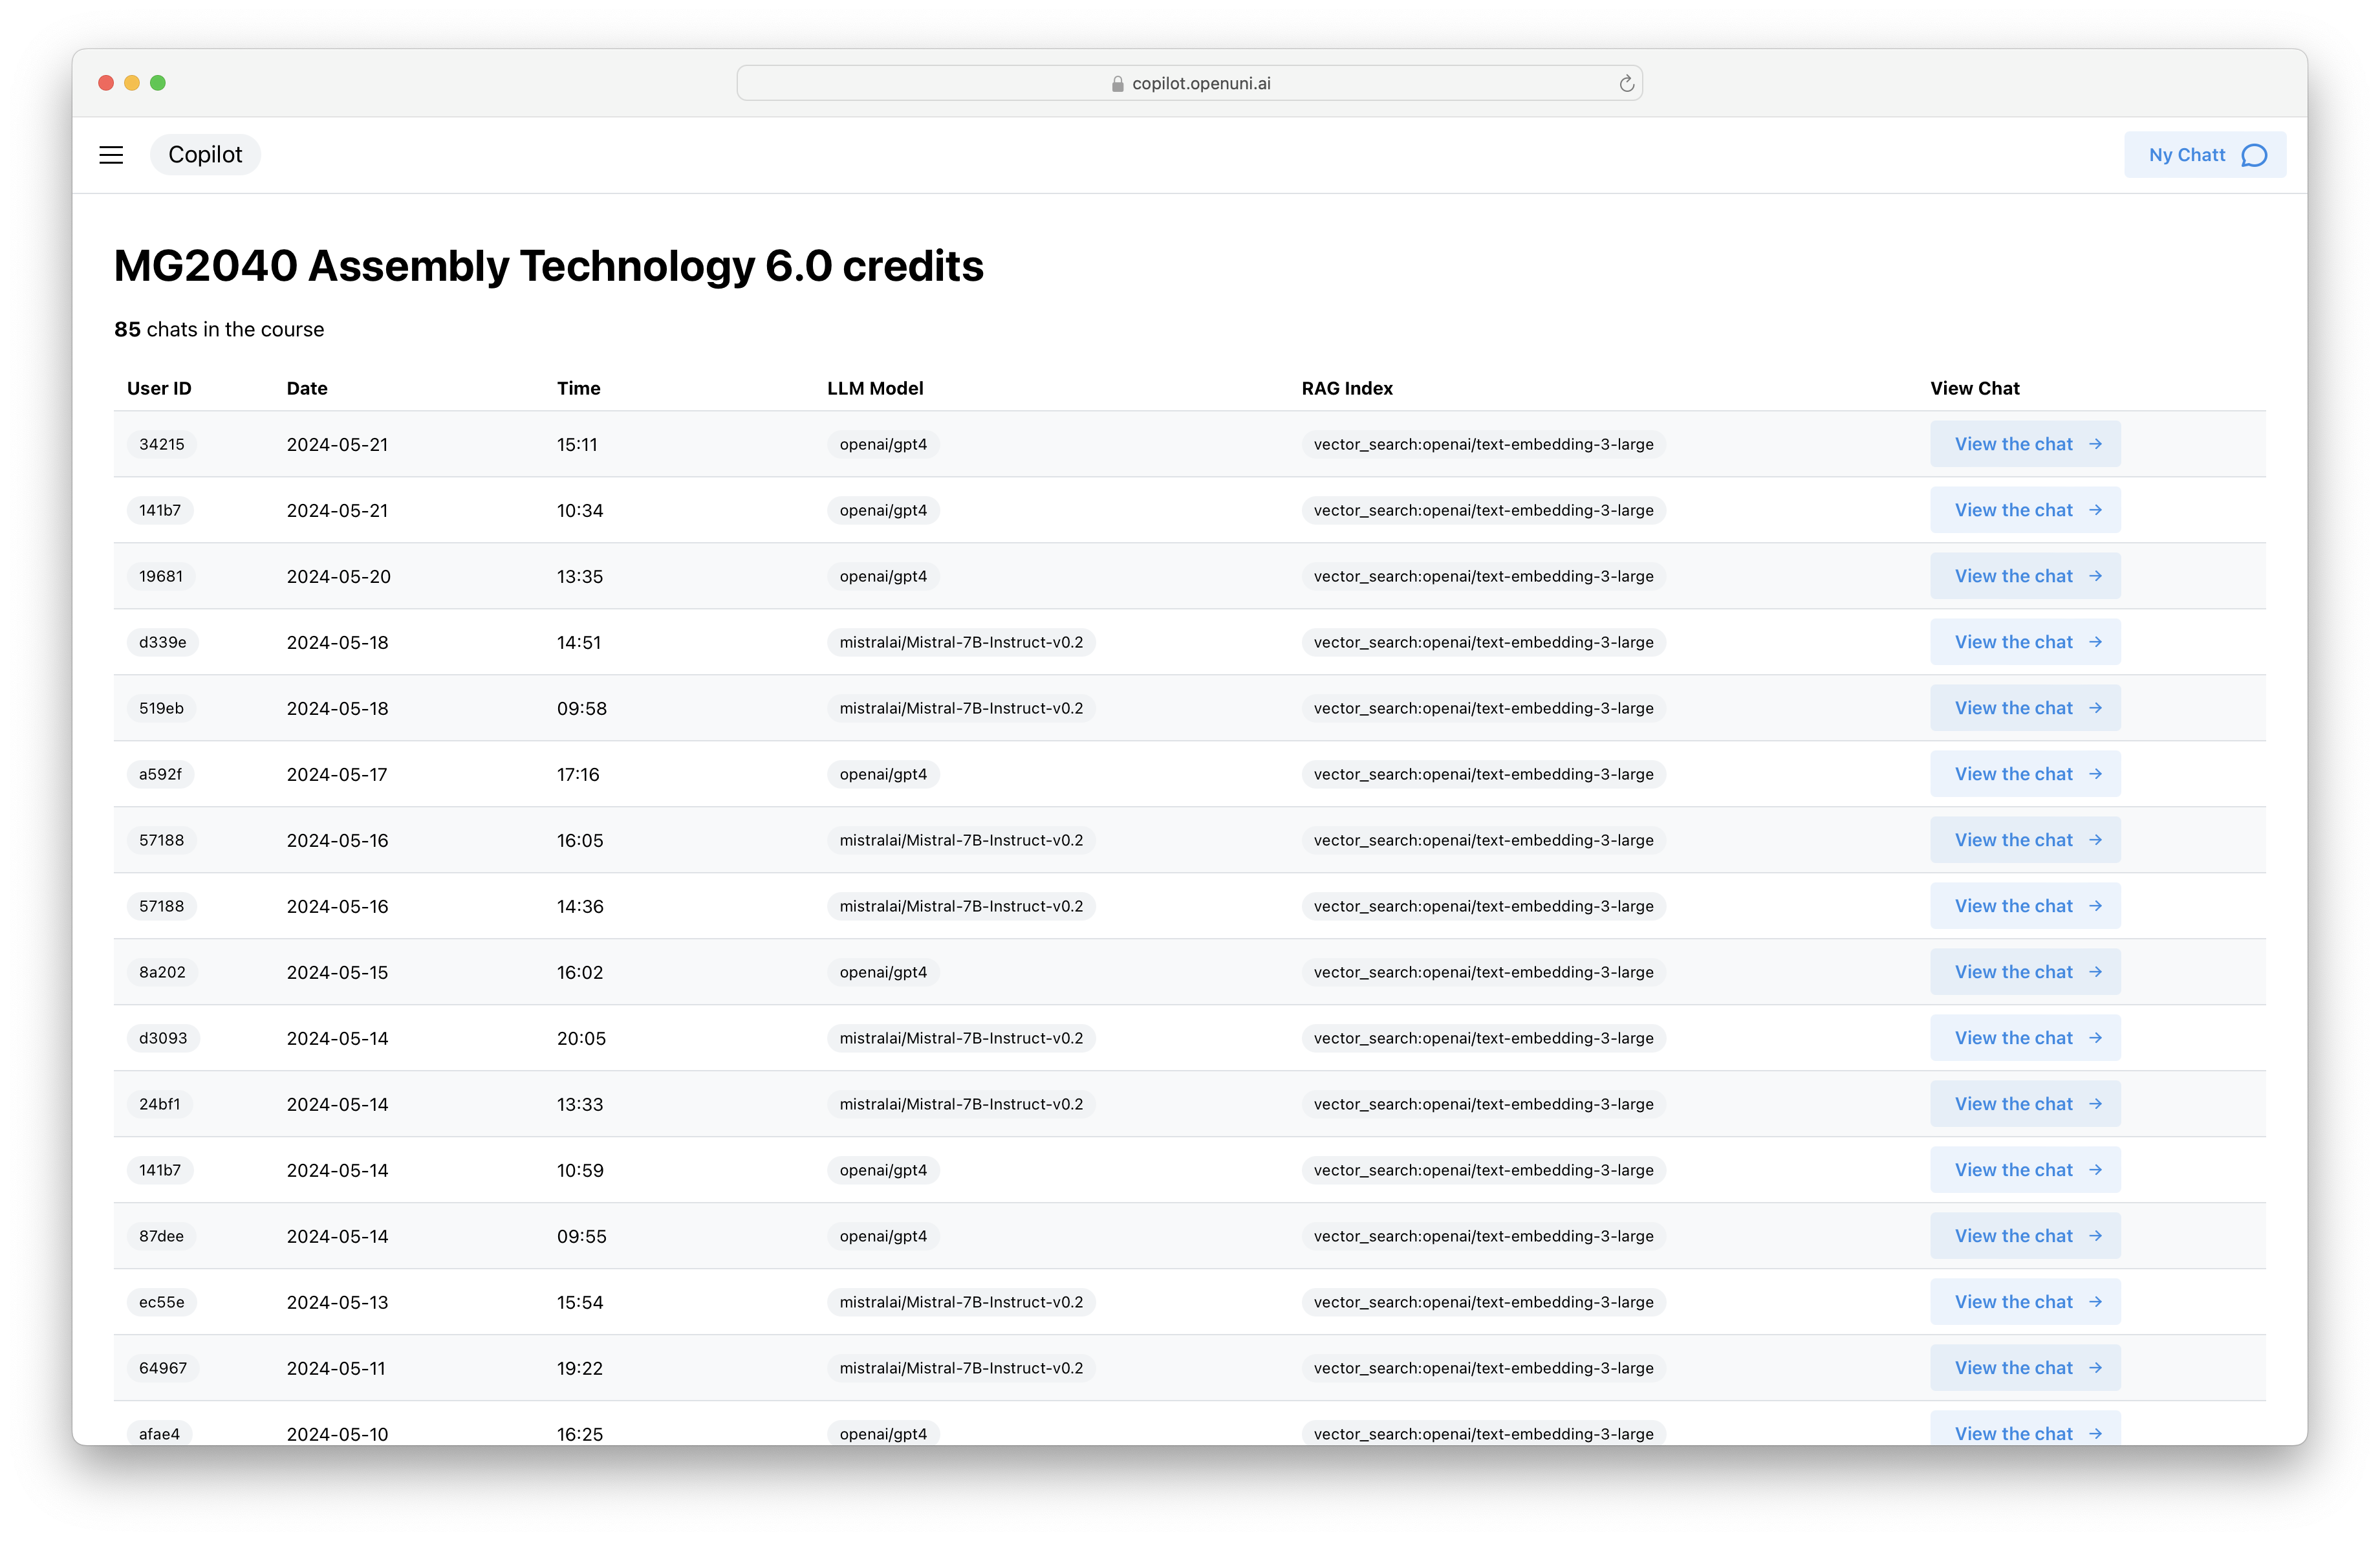 copilot.openuni.ai
Copilot
Ny Chatt
MG2040 Assembly Technology 6.0 credits
85 chats in the course
User ID Date Time LLM Model RAG Index View Chat
34215 2024-05-21 15:11 openai/gpt4 vector_search:openai/text-embedding-3-large View the chat →
141b7 2024-05-21 10:34 openai/gpt4 vector_search:openai/text-embedding-3-large View the chat →
19681 2024-05-20 13:35 openai/gpt4 vector_search:openai/text-embedding-3-large View the chat →
d339e 2024-05-18 14:51 mistralai/Mistral-7B-Instruct-v0.2 vector_search:openai/text-embedding-3-large View the chat →
519eb 2024-05-18 09:58 mistralai/Mistral-7B-Instruct-v0.2 vector_search:openai/text-embedding-3-large View the chat →
a592f 2024-05-17 17:16 openai/gpt4 vector_search:openai/text-embedding-3-large View the chat →
57188 2024-05-16 16:05 mistralai/Mistral-7B-Instruct-v0.2 vector_search:openai/text-embedding-3-large View the chat →
57188 2024-05-16 14:36 mistralai/Mistral-7B-Instruct-v0.2 vector_search:openai/text-embedding-3-large View the chat →
8a202 2024-05-15 16:02 openai/gpt4 vector_search:openai/text-embedding-3-large View the chat →
d3093 2024-05-14 20:05 mistralai/Mistral-7B-Instruct-v0.2 vector_search:openai/text-embedding-3-large View the chat →
24bf1 2024-05-14 13:33 mistralai/Mistral-7B-Instruct-v0.2 vector_search:openai/text-embedding-3-large View the chat →
141b7 2024-05-14 10:59 openai/gpt4 vector_search:openai/text-embedding-3-large View the chat →
87dee 2024-05-14 09:55 openai/gpt4 vector_search:openai/text-embedding-3-large View the chat →
ec55e 2024-05-13 15:54 mistralai/Mistral-7B-Instruct-v0.2 vector_search:openai/text-embedding-3-large View the chat →
64967 2024-05-11 19:22 mistralai/Mistral-7B-Instruct-v0.2 vector_search:openai/text-embedding-3-large View the chat →
afae4 2024-05-10 16:25 openai/gpt4 vector_search:openai/text-embedding-3-large View the chat →